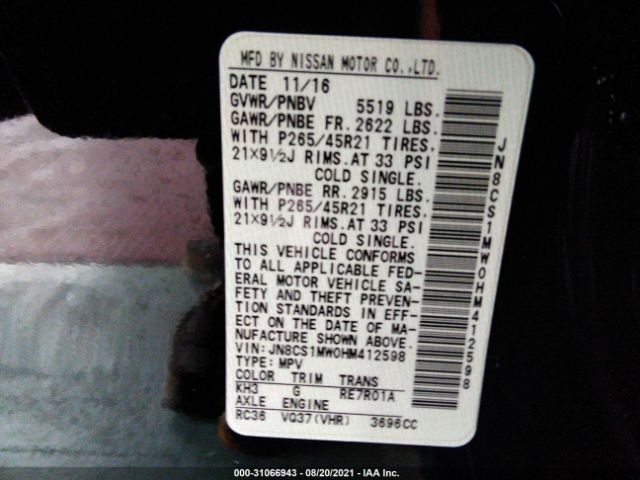 MFD BY NISSAN MOTOR CO.,LTD.
DATE 11/16
GVWR/PNBV 5519 LBS.
GAWR/PNBE FR. 2622 LBS.
WITH P265/45R21 TIRES,
21X9½J RIMS.AT 33 PSI
COLD SINGLE.
GAWR/PNBE RR. 2915 LBS.
WITH P265/45R21 TIRES,
21X9½J RIMS.AT 33 PSI
COLD SINGLE.
THIS VEHICLE CONFORMS
TO ALL APPLICABLE FED-
ERAL MOTOR VEHICLE SA-
FETY AND THEFT PREVEN-
TION STANDARDS IN EFF-
ECT ON THE DATE OF MA-
NUFACTURE SHOWN ABOVE.
VIN:JN8CS1MW0HM412598
TYPE:MPV
COLOR TRIM TRANS
KH3 G RE7R01A
AXLE ENGINE
RC36 VQ37(VHR) 3696CC
JN8CS1MW0HM412598
000-31066943 - 08/20/2021 - IAA Inc.